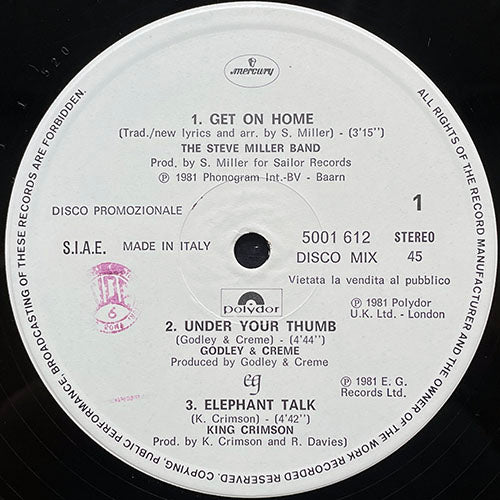 mercury
1. GET ON HOME
(Trad./new lyrics and arr. by S. Miller) - (3'15'')
THE STEVE MILLER BAND
Prod. by S. Miller for Sailor Records
℗ 1981 Phonogram Int.-BV - Baarn
DISCO PROMOZIONALE
1
S.I.A.E. MADE IN ITALY
5001 612 STEREO
DISCO MIX 45
Vietata la vendita al pubblico
6
ROMA
polydor
℗ 1981 Polydor
U.K. Ltd. - London
2. UNDER YOUR THUMB
(Godley & Creme) - (4'44'')
GODLEY & CREME
Produced by Godley & Creme
eg
℗ 1981 E. G.
Records Ltd.
3. ELEPHANT TALK
(K. Crimson) - (4'42'')
KING CRIMSON
Prod. by K. Crimson and R. Davies)
ALL RIGHTS OF THE RECORD MANUFACTURER AND THE OWNER OF THE WORK RECORDED RESERVED. COPYING, PUBLIC PERFORMANCE, BROADCASTING OF THESE RECORDS ARE FORBIDDEN.